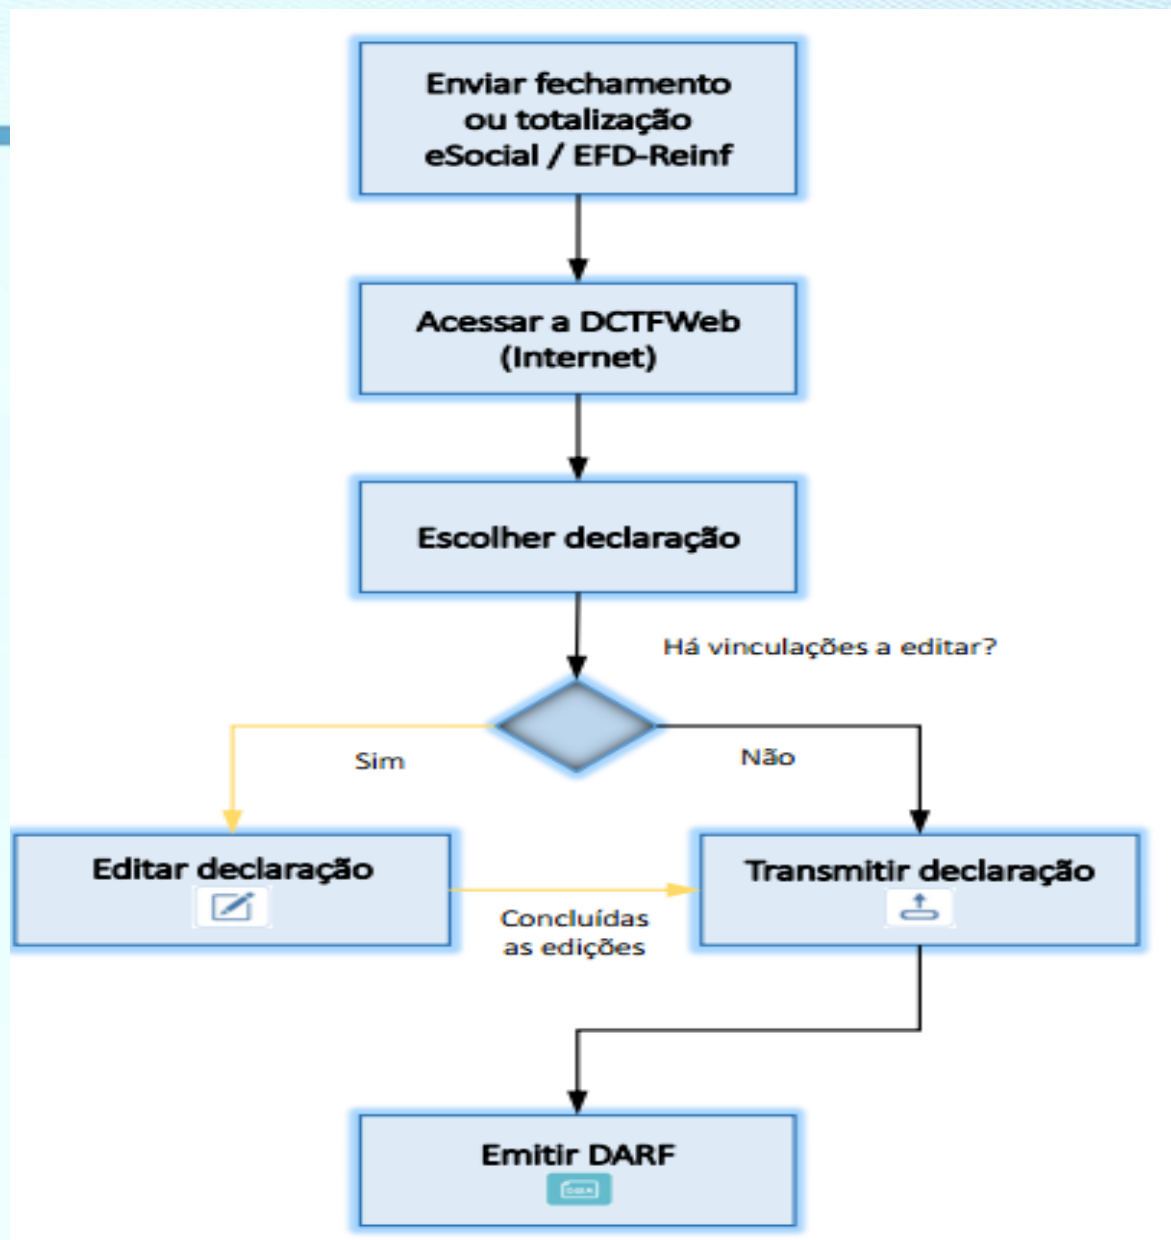 Enviar fechamento
ou totalização
eSocial / EFD-Reinf
Acessar a DCTFWeb
(Internet)
Escolher declaração
Há vinculações a editar?
Sim
Não
Editar declaração
Transmitir declaração
Concluídas
as edições
Emitir DARF